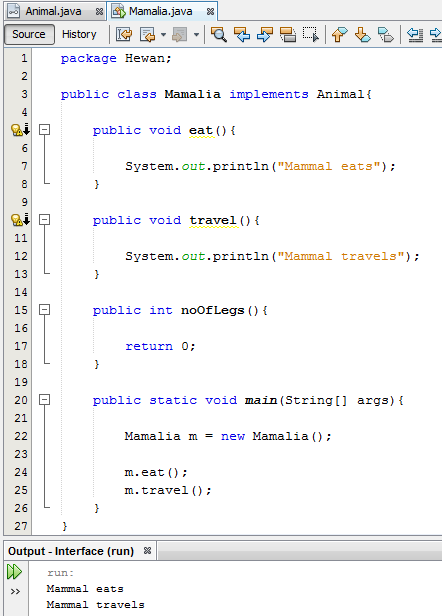 Animal.java Mamalia.java
Source History
1 package Hewan;
2
3 public class Mamalia implements Animal{
4
public void eat(){
6
7 System.out.println("Mammal eats");
8 }
9
public void travel(){
11
12 System.out.println("Mammal travels");
13 }
14
15 public int noOfLegs(){
16
17 return 0;
18 }
19
20 public static void main(String[] args){
21
22 Mamalia m = new Mamalia();
23
24 m.eat();
25 m.travel();
26 }
27 }
Output - Interface (run)
run:
Mammal eats
Mammal travels